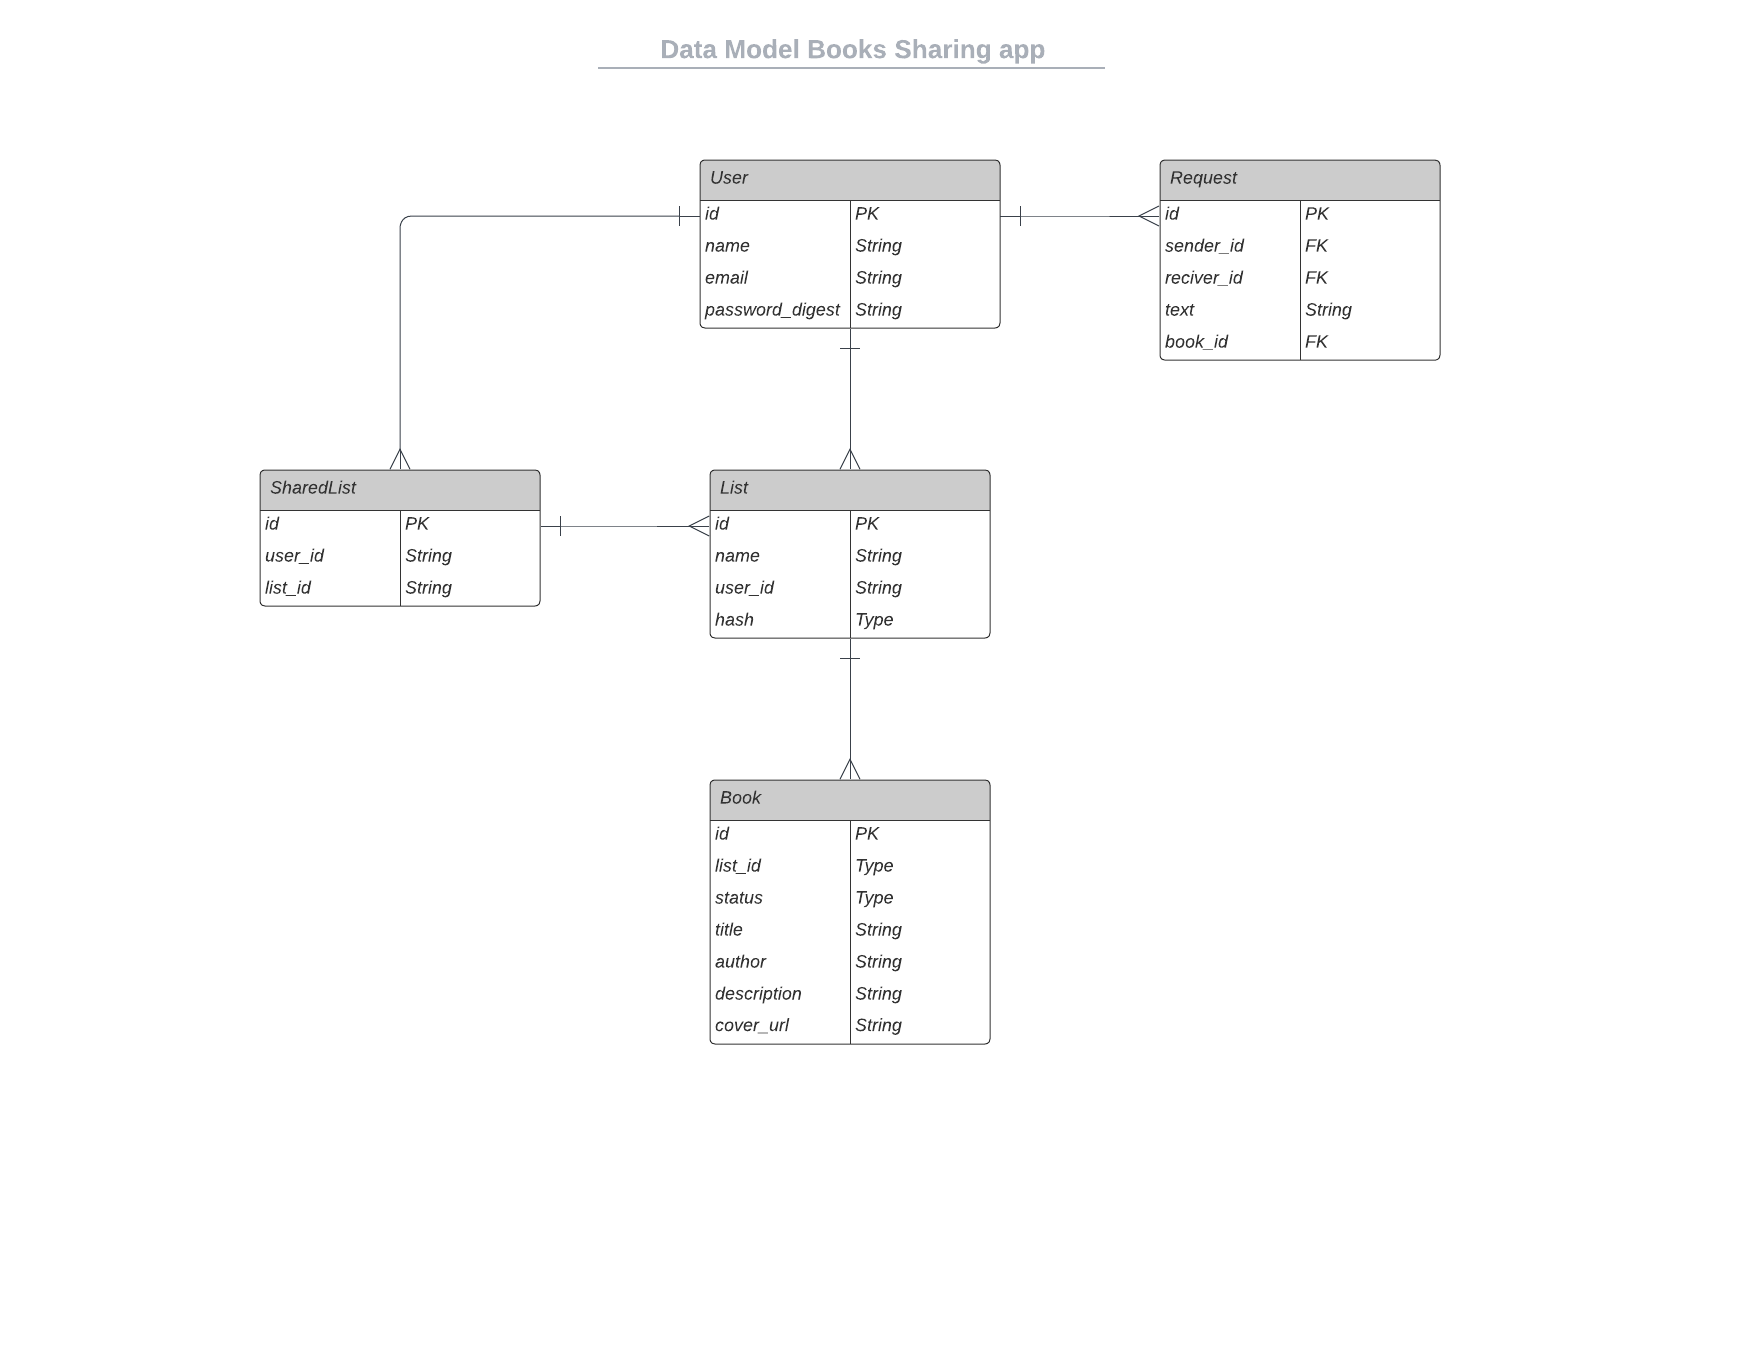 Data Model Books Sharing app
User
id PK
name String
email String
password_digest String
Request
id PK
sender_id FK
reciver_id FK
text String
book_id FK
SharedList
id PK
user_id String
list_id String
List
id PK
name String
user_id String
hash Type
Book
id PK
list_id Type
status Type
title String
author String
description String
cover_url String